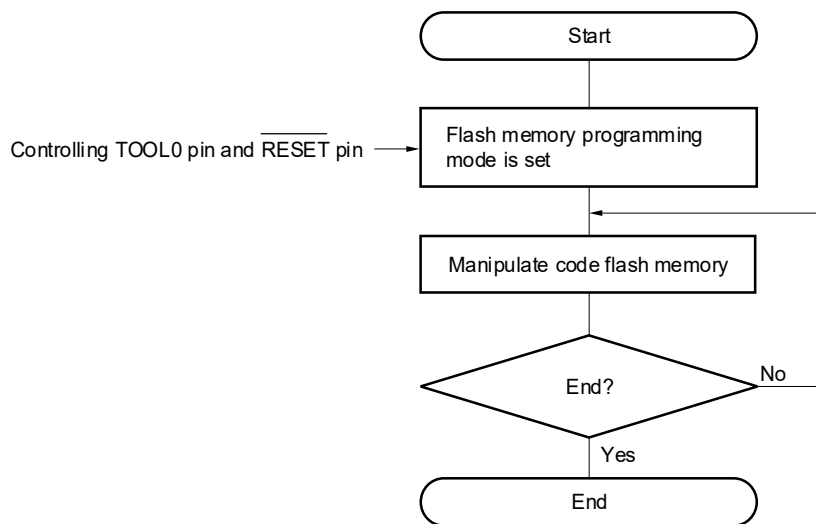 Start
Flash memory programming
mode is set
Controlling TOOL0 pin and R̅E̅S̅E̅T̅ pin
Manipulate code flash memory
End?
No
Yes
End